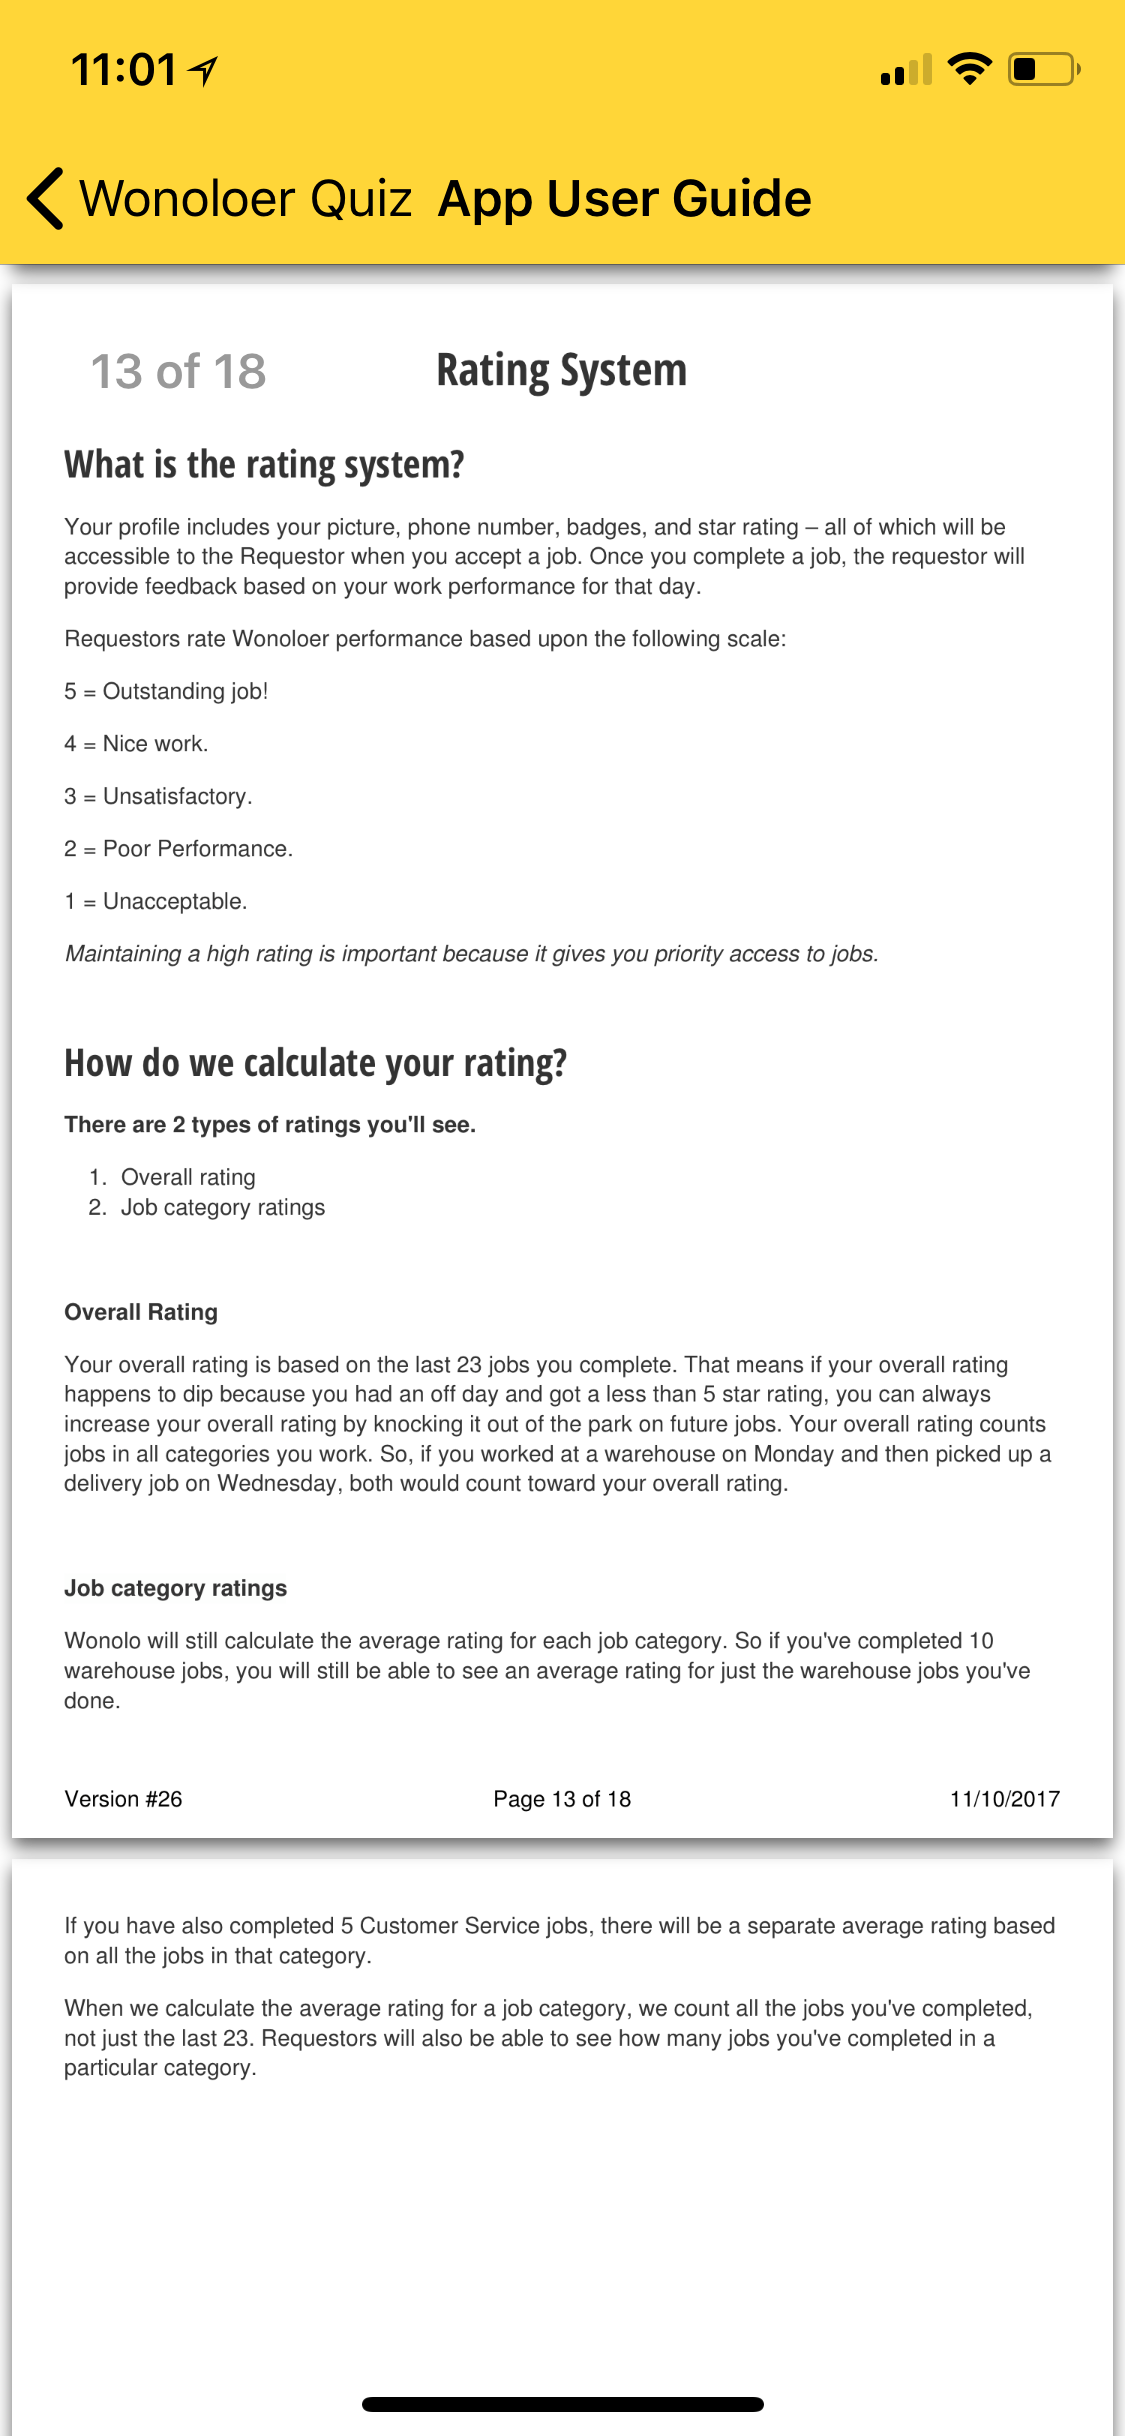 11:01
Wonoloer Quiz App User Guide
13 of 18
Rating System
What is the rating system?
Your profile includes your picture, phone number, badges, and star rating – all of which will be
accessible to the Requestor when you accept a job. Once you complete a job, the requestor will
provide feedback based on your work performance for that day.
Requestors rate Wonoloer performance based upon the following scale:
5 = Outstanding job!
4 = Nice work.
3 = Unsatisfactory.
2 = Poor Performance.
1 = Unacceptable.
Maintaining a high rating is important because it gives you priority access to jobs.
How do we calculate your rating?
There are 2 types of ratings you'll see.
1. Overall rating
2. Job category ratings
Overall Rating
Your overall rating is based on the last 23 jobs you complete. That means if your overall rating
happens to dip because you had an off day and got a less than 5 star rating, you can always
increase your overall rating by knocking it out of the park on future jobs. Your overall rating counts
jobs in all categories you work. So, if you worked at a warehouse on Monday and then picked up a
delivery job on Wednesday, both would count toward your overall rating.
Job category ratings
Wonolo will still calculate the average rating for each job category. So if you've completed 10
warehouse jobs, you will still be able to see an average rating for just the warehouse jobs you've
done.
Version #26 Page 13 of 18 11/10/2017
If you have also completed 5 Customer Service jobs, there will be a separate average rating based
on all the jobs in that category.
When we calculate the average rating for a job category, we count all the jobs you've completed,
not just the last 23. Requestors will also be able to see how many jobs you've completed in a
particular category.